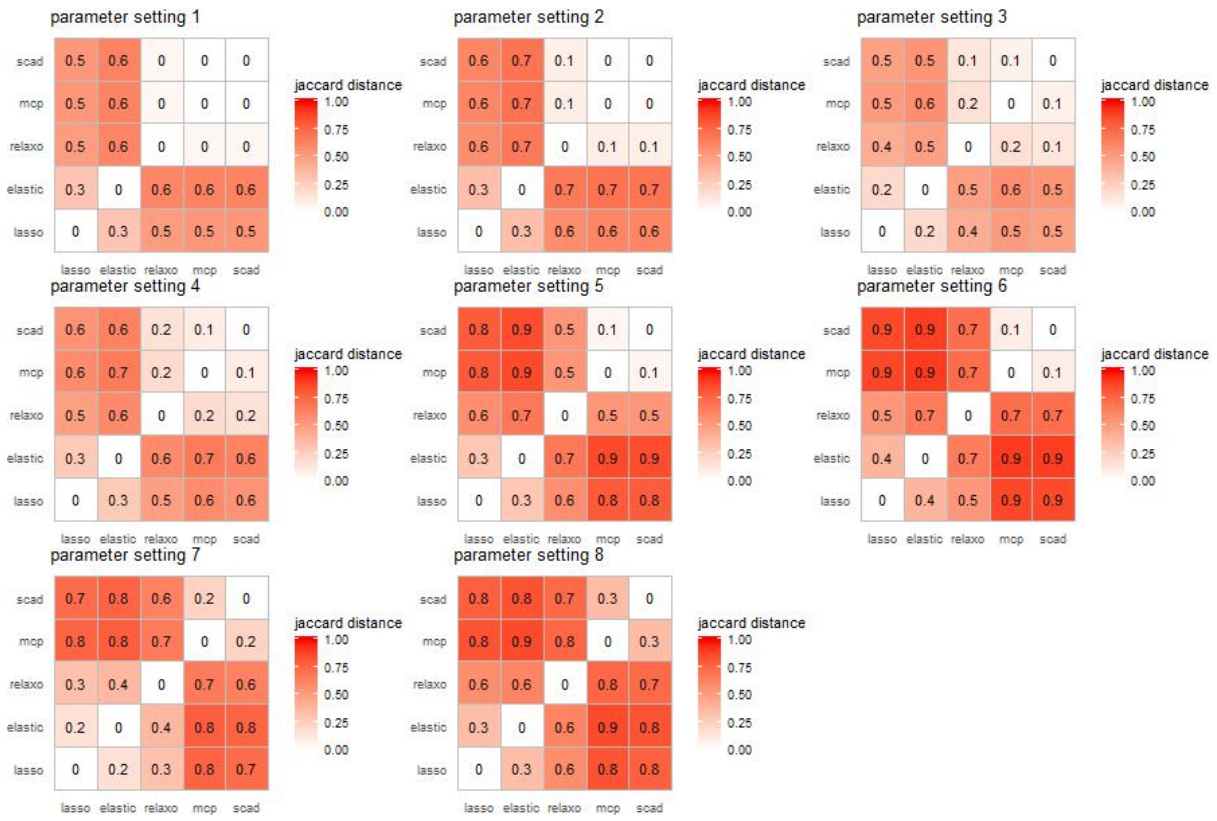 parameter setting 1
scad 0.5 0.6 0 0 0
mcp 0.5 0.6 0 0 0
relaxo 0.5 0.6 0 0 0
elastic 0.3 0 0.6 0.6 0.6
lasso 0 0.3 0.5 0.5 0.5
lasso elastic relaxo mcp scad
jaccard distance
1.00
0.75
0.50
0.25
0.00
parameter setting 2
scad 0.6 0.7 0.1 0 0
mcp 0.6 0.7 0.1 0 0
relaxo 0.6 0.7 0 0.1 0.1
elastic 0.3 0 0.7 0.7 0.7
lasso 0 0.3 0.6 0.6 0.6
lasso elastic relaxo mcp scad
jaccard distance
1.00
0.75
0.50
0.25
0.00
parameter setting 3
scad 0.5 0.5 0.1 0.1 0
mcp 0.5 0.6 0.2 0 0.1
relaxo 0.4 0.5 0 0.2 0.1
elastic 0.2 0 0.5 0.6 0.5
lasso 0 0.2 0.4 0.5 0.5
lasso elastic relaxo mcp scad
jaccard distance
1.00
0.75
0.50
0.25
0.00
parameter setting 4
scad 0.6 0.6 0.2 0.1 0
mcp 0.6 0.7 0.2 0 0.1
relaxo 0.5 0.6 0 0.2 0.2
elastic 0.3 0 0.6 0.7 0.6
lasso 0 0.3 0.5 0.6 0.6
lasso elastic relaxo mcp scad
jaccard distance
1.00
0.75
0.50
0.25
0.00
parameter setting 5
scad 0.8 0.9 0.5 0.1 0
mcp 0.8 0.9 0.5 0 0.1
relaxo 0.6 0.7 0 0.5 0.5
elastic 0.3 0 0.7 0.9 0.9
lasso 0 0.3 0.6 0.8 0.8
lasso elastic relaxo mcp scad
jaccard distance
1.00
0.75
0.50
0.25
0.00
parameter setting 6
scad 0.9 0.9 0.7 0.1 0
mcp 0.9 0.9 0.7 0 0.1
relaxo 0.5 0.7 0 0.7 0.7
elastic 0.4 0 0.7 0.9 0.9
lasso 0 0.4 0.5 0.9 0.9
lasso elastic relaxo mcp scad
jaccard distance
1.00
0.75
0.50
0.25
0.00
parameter setting 7
scad 0.7 0.8 0.6 0.2 0
mcp 0.8 0.8 0.7 0 0.2
relaxo 0.3 0.4 0 0.7 0.6
elastic 0.2 0 0.4 0.8 0.8
lasso 0 0.2 0.3 0.8 0.7
lasso elastic relaxo mcp scad
jaccard distance
1.00
0.75
0.50
0.25
0.00
parameter setting 8
scad 0.8 0.8 0.7 0.3 0
mcp 0.8 0.9 0.8 0 0.3
relaxo 0.6 0.6 0 0.8 0.7
elastic 0.3 0 0.6 0.9 0.8
lasso 0 0.3 0.6 0.8 0.8
lasso elastic relaxo mcp scad
jaccard distance
1.00
0.75
0.50
0.25
0.00